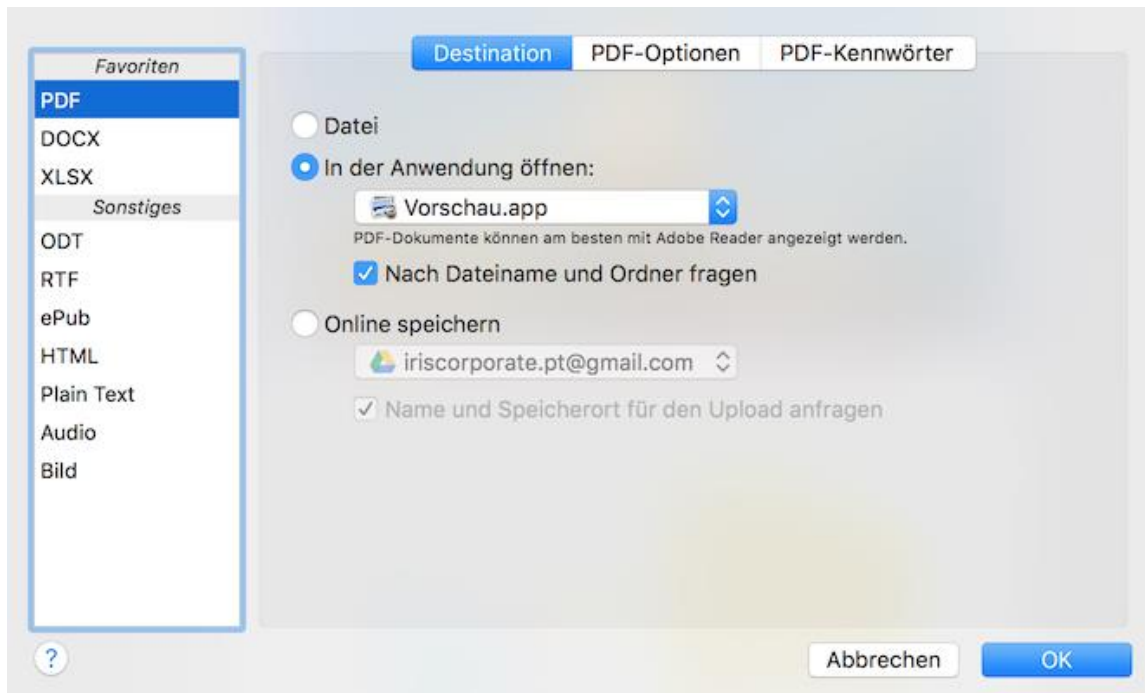 Favoriten
PDF
DOCX
XLSX
Sonstiges
ODT
RTF
ePub
HTML
Plain Text
Audio
Bild
Destination
PDF-Optionen
PDF-Kennwörter
Datei
In der Anwendung öffnen:
Vorschau.app
PDF-Dokumente können am besten mit Adobe Reader angezeigt werden.
Nach Dateiname und Ordner fragen
Online speichern
iriscorporate.pt@gmail.com
Name und Speicherort für den Upload anfragen
?
Abbrechen
OK